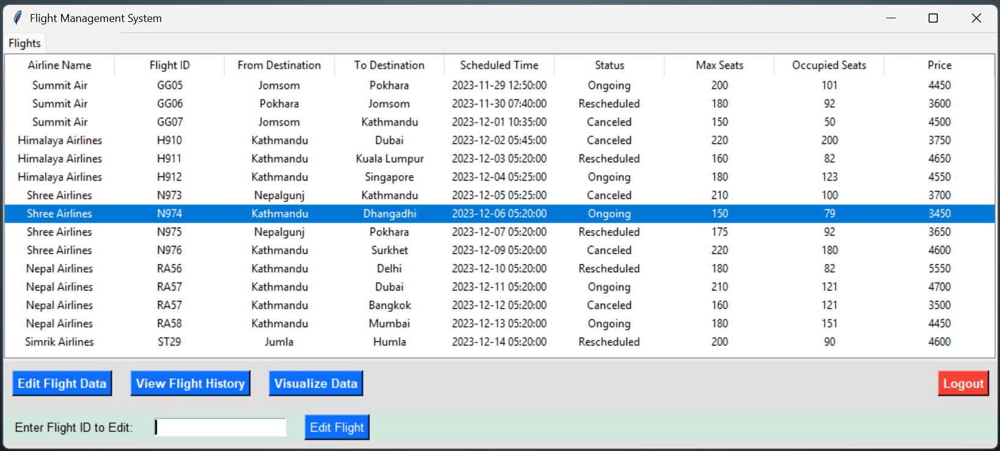 Flight Management System
Flights
Airline Name Flight ID From Destination To Destination Scheduled Time Status Max Seats Occupied Seats Price
Summit Air GG05 Jomsom Pokhara 2023-11-29 12:50:00 Ongoing 200 101 4450
Summit Air GG06 Pokhara Jomsom 2023-11-30 07:40:00 Rescheduled 180 92 3600
Summit Air GG07 Jomsom Kathmandu 2023-12-01 10:35:00 Canceled 150 50 4500
Himalaya Airlines H910 Kathmandu Dubai 2023-12-02 05:45:00 Canceled 220 200 3750
Himalaya Airlines H911 Kathmandu Kuala Lumpur 2023-12-03 05:20:00 Rescheduled 160 82 4650
Himalaya Airlines H912 Kathmandu Singapore 2023-12-04 05:25:00 Ongoing 180 123 4550
Shree Airlines N973 Nepalgunj Kathmandu 2023-12-05 05:25:00 Canceled 210 100 3700
Shree Airlines N974 Kathmandu Dhangadhi 2023-12-06 05:20:00 Ongoing 150 79 3450
Shree Airlines N975 Nepalgunj Pokhara 2023-12-07 05:20:00 Rescheduled 175 92 3650
Shree Airlines N976 Kathmandu Surkhet 2023-12-09 05:20:00 Canceled 220 180 4600
Nepal Airlines RA56 Kathmandu Delhi 2023-12-10 05:20:00 Rescheduled 180 82 5550
Nepal Airlines RA57 Kathmandu Dubai 2023-12-11 05:20:00 Ongoing 210 121 4700
Nepal Airlines RA57 Kathmandu Bangkok 2023-12-12 05:20:00 Canceled 160 121 3500
Nepal Airlines RA58 Kathmandu Mumbai 2023-12-13 05:20:00 Ongoing 180 151 4450
Simrik Airlines ST29 Jumla Humla 2023-12-14 05:20:00 Rescheduled 200 90 4600
Edit Flight Data View Flight History Visualize Data Logout
Enter Flight ID to Edit: Edit Flight